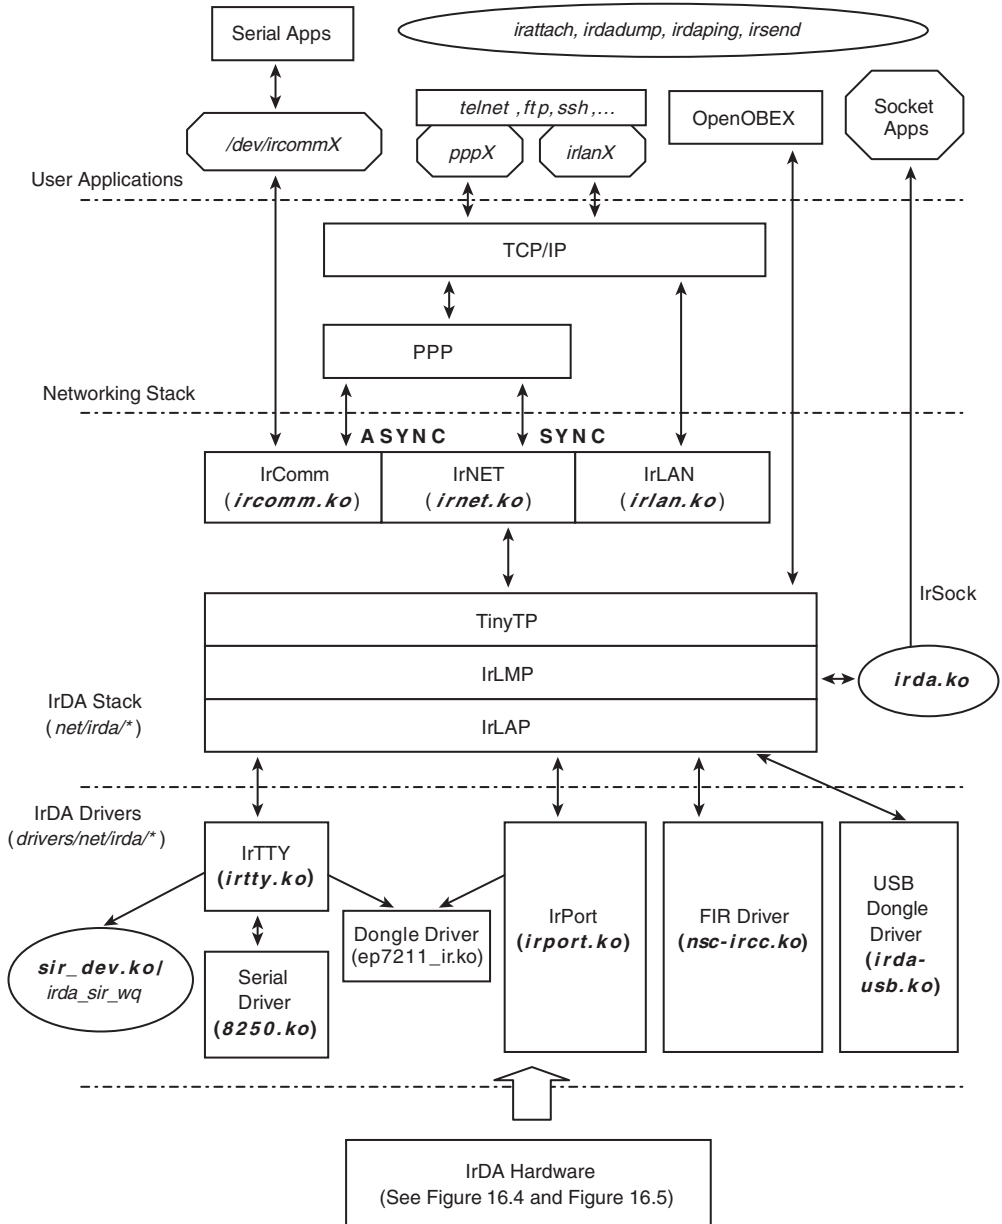 Serial Apps
irattach, irdadump, irdaping, irsend
/dev/ircommX
telnet ,ftp, ssh,...
pppX
irlanX
OpenOBEX
Socket
Apps
User Applications
TCP/IP
PPP
Networking Stack
ASYNC
SYNC
IrComm
(ircomm.ko)
IrNET
(irnet.ko)
IrLAN
(irlan.ko)
IrSock
TinyTP
IrLMP
IrLAP
irda.ko
IrDA Stack
(net/irda/*)
IrDA Drivers
(drivers/net/irda/*)
IrTTY
(irtty.ko)
sir_dev.ko/
irda_sir_wq
Serial
Driver
(8250.ko)
Dongle Driver
(ep7211_ir.ko)
IrPort
(irport.ko)
FIR Driver
(nsc-ircc.ko)
USB
Dongle
Driver
(irda-
usb.ko)
IrDA Hardware
(See Figure 16.4 and Figure 16.5)